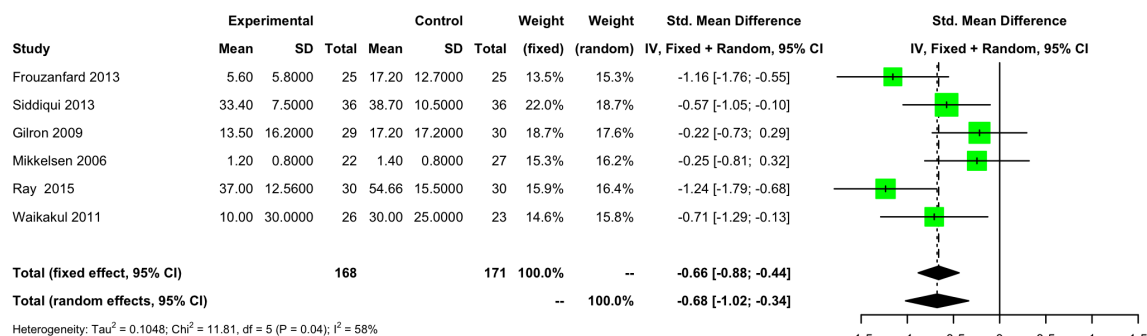 Experimental Control Weight Weight Std. Mean Difference Std. Mean Difference
Study Mean SD Total Mean SD Total (fixed) (random) IV, Fixed + Random, 95% CI IV, Fixed + Random, 95% CI
Frouzanfard 2013 5.60 5.8000 25 17.20 12.7000 25 13.5% 15.3% -1.16 [-1.76; -0.55]
Siddiqui 2013 33.40 7.5000 36 38.70 10.5000 36 22.0% 18.7% -0.57 [-1.05; -0.10]
Gilron 2009 13.50 16.2000 29 17.20 17.2000 30 18.7% 17.6% -0.22 [-0.73; 0.29]
Mikkelsen 2006 1.20 0.8000 22 1.40 0.8000 27 15.3% 16.2% -0.25 [-0.81; 0.32]
Ray 2015 37.00 12.5600 30 54.66 15.5000 30 15.9% 16.4% -1.24 [-1.79; -0.68]
Waikakul 2011 10.00 30.0000 26 30.00 25.0000 23 14.6% 15.8% -0.71 [-1.29; -0.13]
Total (fixed effect, 95% CI) 168 171 100.0% -- -0.66 [-0.88; -0.44]
Total (random effects, 95% CI) -- 100.0% -0.68 [-1.02; -0.34]
Heterogeneity: Tau² = 0.1048; Chi² = 11.81, df = 5 (P = 0.04); I² = 58%